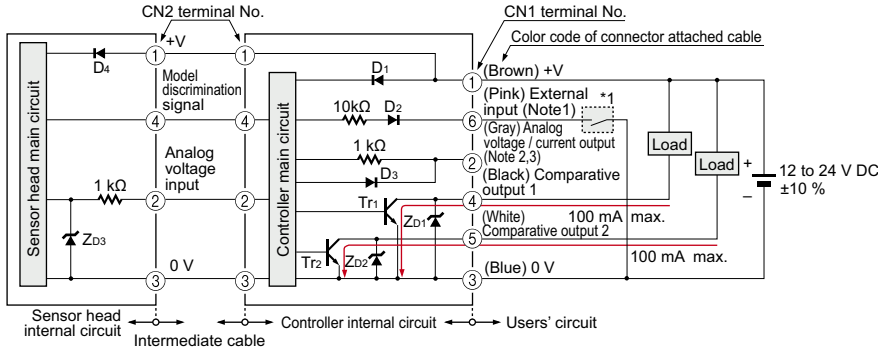 CN2 terminal No.
CN1 terminal No.
Color code of connector attached cable
Sensor head main circuit
+V
D4
1
Model
discrimination
signal
4
Analog
voltage
input
1 kΩ
2
ZD3
0 V
3
1
4
2
3
Controller main circuit
D1
10kΩ
D2
1 kΩ
D3
Tr1
ZD1
Tr2
ZD2
1
(Brown) +V
(Pink) External
input (Note1)
*1
6
(Gray) Analog
voltage / current output
(Note 2,3)
2
(Black) Comparative
output 1
4
100 mA max.
(White)
Comparative output 2
5
100 mA max.
3
(Blue) 0 V
Load
Load
+
–
12 to 24 V DC
±10 %
Sensor head
internal circuit
Intermediate cable
Controller internal circuit
Users' circuit